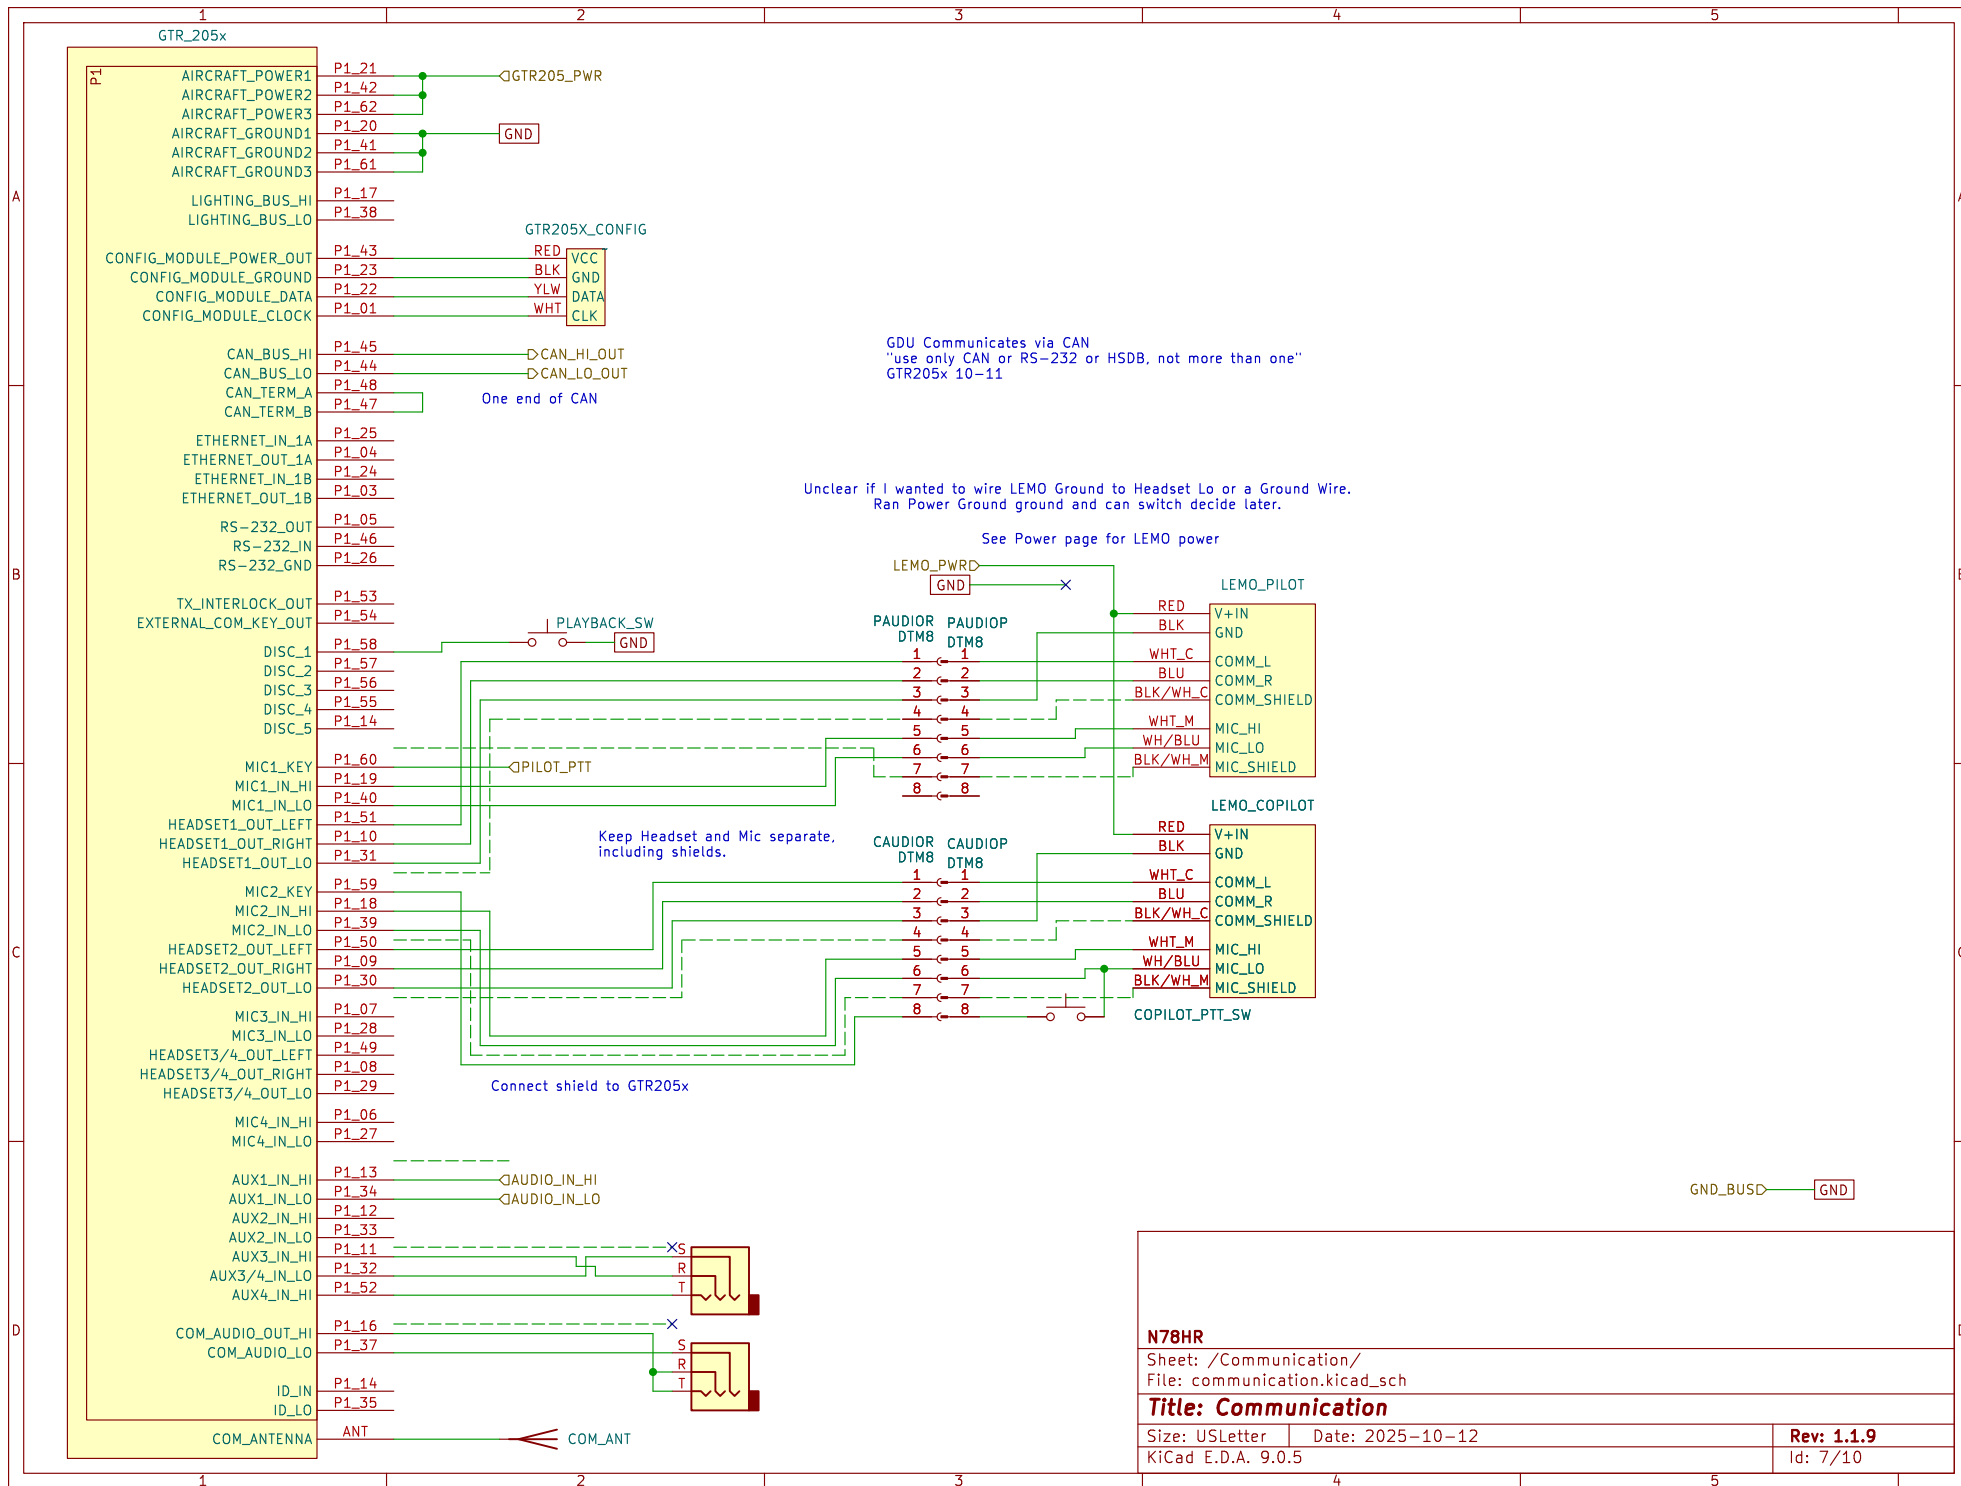 1 2 3 4 5
GTR_205x
P1
AIRCRAFT_POWER1 P1_21 GTR205_PWR
AIRCRAFT_POWER2 P1_42
AIRCRAFT_POWER3 P1_62
AIRCRAFT_GROUND1 P1_20 GND
AIRCRAFT_GROUND2 P1_41
AIRCRAFT_GROUND3 P1_61
A
LIGHTING_BUS_HI P1_17
LIGHTING_BUS_LO P1_38
GTR205X_CONFIG
CONFIG_MODULE_POWER_OUT P1_43 RED VCC
CONFIG_MODULE_GROUND P1_23 BLK GND
CONFIG_MODULE_DATA P1_22 YLW DATA
CONFIG_MODULE_CLOCK P1_01 WHT CLK
GDU Communicates via CAN
"use only CAN or RS-232 or HSDB, not more than one"
GTR205x 10-11
CAN_BUS_HI P1_45 CAN_HI_OUT
CAN_BUS_LO P1_44 CAN_LO_OUT
CAN_TERM_A P1_48
CAN_TERM_B P1_47
One end of CAN
ETHERNET_IN_1A P1_25
ETHERNET_OUT_1A P1_04
ETHERNET_IN_1B P1_24
ETHERNET_OUT_1B P1_03
Unclear if I wanted to wire LEMO Ground to Headset Lo or a Ground Wire.
Ran Power Ground ground and can switch decide later.
See Power page for LEMO power
RS-232_OUT P1_05
RS-232_IN P1_46
RS-232_GND P1_26
LEMO_PWR
GND
B
TX_INTERLOCK_OUT P1_53
EXTERNAL_COM_KEY_OUT P1_54
PLAYBACK_SW
GND
DISC_1 P1_58
DISC_2 P1_57
DISC_3 P1_56
DISC_4 P1_55
DISC_5 P1_14
PAUDIOR DTM8
PAUDIOP DTM8
1 1
2 2
3 3
4 4
5 5
6 6
7 7
8 8
LEMO_PILOT
RED V+IN
BLK GND
WHT_C COMM_L
BLU COMM_R
BLK/WH_C COMM_SHIELD
WHT_M MIC_HI
WH/BLU MIC_LO
BLK/WH_M MIC_SHIELD
MIC1_KEY P1_60 PILOT_PTT
MIC1_IN_HI P1_19
MIC1_IN_LO P1_40
HEADSET1_OUT_LEFT P1_51
HEADSET1_OUT_RIGHT P1_10
HEADSET1_OUT_LO P1_31
Keep Headset and Mic separate,
including shields.
CAUDIOR DTM8
CAUDIOP DTM8
1 1
2 2
3 3
4 4
5 5
6 6
7 7
8 8
LEMO_COPILOT
RED V+IN
BLK GND
WHT_C COMM_L
BLU COMM_R
BLK/WH_C COMM_SHIELD
WHT_M MIC_HI
WH/BLU MIC_LO
BLK/WH_M MIC_SHIELD
COPILOT_PTT_SW
C
MIC2_KEY P1_59
MIC2_IN_HI P1_18
MIC2_IN_LO P1_39
HEADSET2_OUT_LEFT P1_50
HEADSET2_OUT_RIGHT P1_09
HEADSET2_OUT_LO P1_30
MIC3_IN_HI P1_07
MIC3_IN_LO P1_28
HEADSET3/4_OUT_LEFT P1_49
HEADSET3/4_OUT_RIGHT P1_08
HEADSET3/4_OUT_LO P1_29
Connect shield to GTR205x
MIC4_IN_HI P1_06
MIC4_IN_LO P1_27
AUX1_IN_HI P1_13 AUDIO_IN_HI
AUX1_IN_LO P1_34 AUDIO_IN_LO
AUX2_IN_HI P1_12
AUX2_IN_LO P1_33
AUX3_IN_HI P1_11 S
AUX3/4_IN_LO P1_32 R
AUX4_IN_HI P1_52 T
GND_BUS GND
D
COM_AUDIO_OUT_HI P1_16
COM_AUDIO_LO P1_37 S
R
T
ID_IN P1_14
ID_LO P1_35
COM_ANTENNA ANT COM_ANT
N78HR
Sheet: /Communication/
File: communication.kicad_sch
Title: Communication
Size: USLetter Date: 2025-10-12 Rev: 1.1.9
KiCad E.D.A. 9.0.5 Id: 7/10
1 2 3 4 5